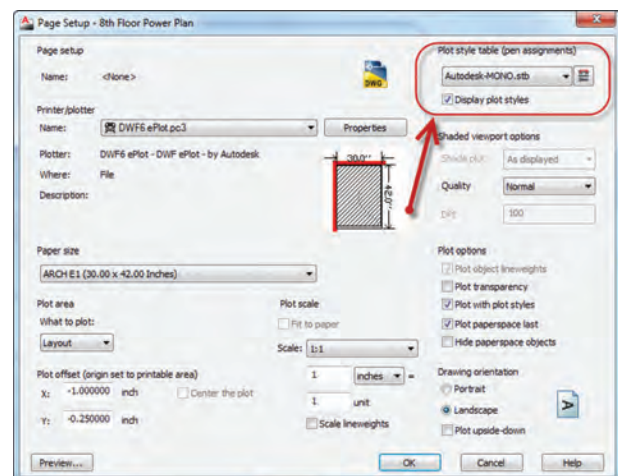 Page Setup - 8th Floor Power Plan
Page setup
Name: <None>
DWG
Printer/plotter
Name: DWF6 ePlot.pc3
Properties
Plotter: DWF6 ePlot - DWF ePlot - by Autodesk
Where: File
Description:
30.0''
42.0''
Paper size
ARCH E1 (30.00 x 42.00 Inches)
Plot area
What to plot:
Layout
Plot scale
Fit to paper
Scale: 1:1
1 inches =
1 unit
Scale lineweights
Plot offset (origin set to printable area)
X: -1.000000 inch
Center the plot
Y: -0.250000 inch
Plot style table (pen assignments)
Autodesk-MONO.stb
Display plot styles
Shaded viewport options
Shade plot As displayed
Quality Normal
DPI 100
Plot options
Plot object lineweights
Plot transparency
Plot with plot styles
Plot paperspace last
Hide paperspace objects
Drawing orientation
Portrait
Landscape
Plot upside-down
A
Preview...
OK
Cancel
Help